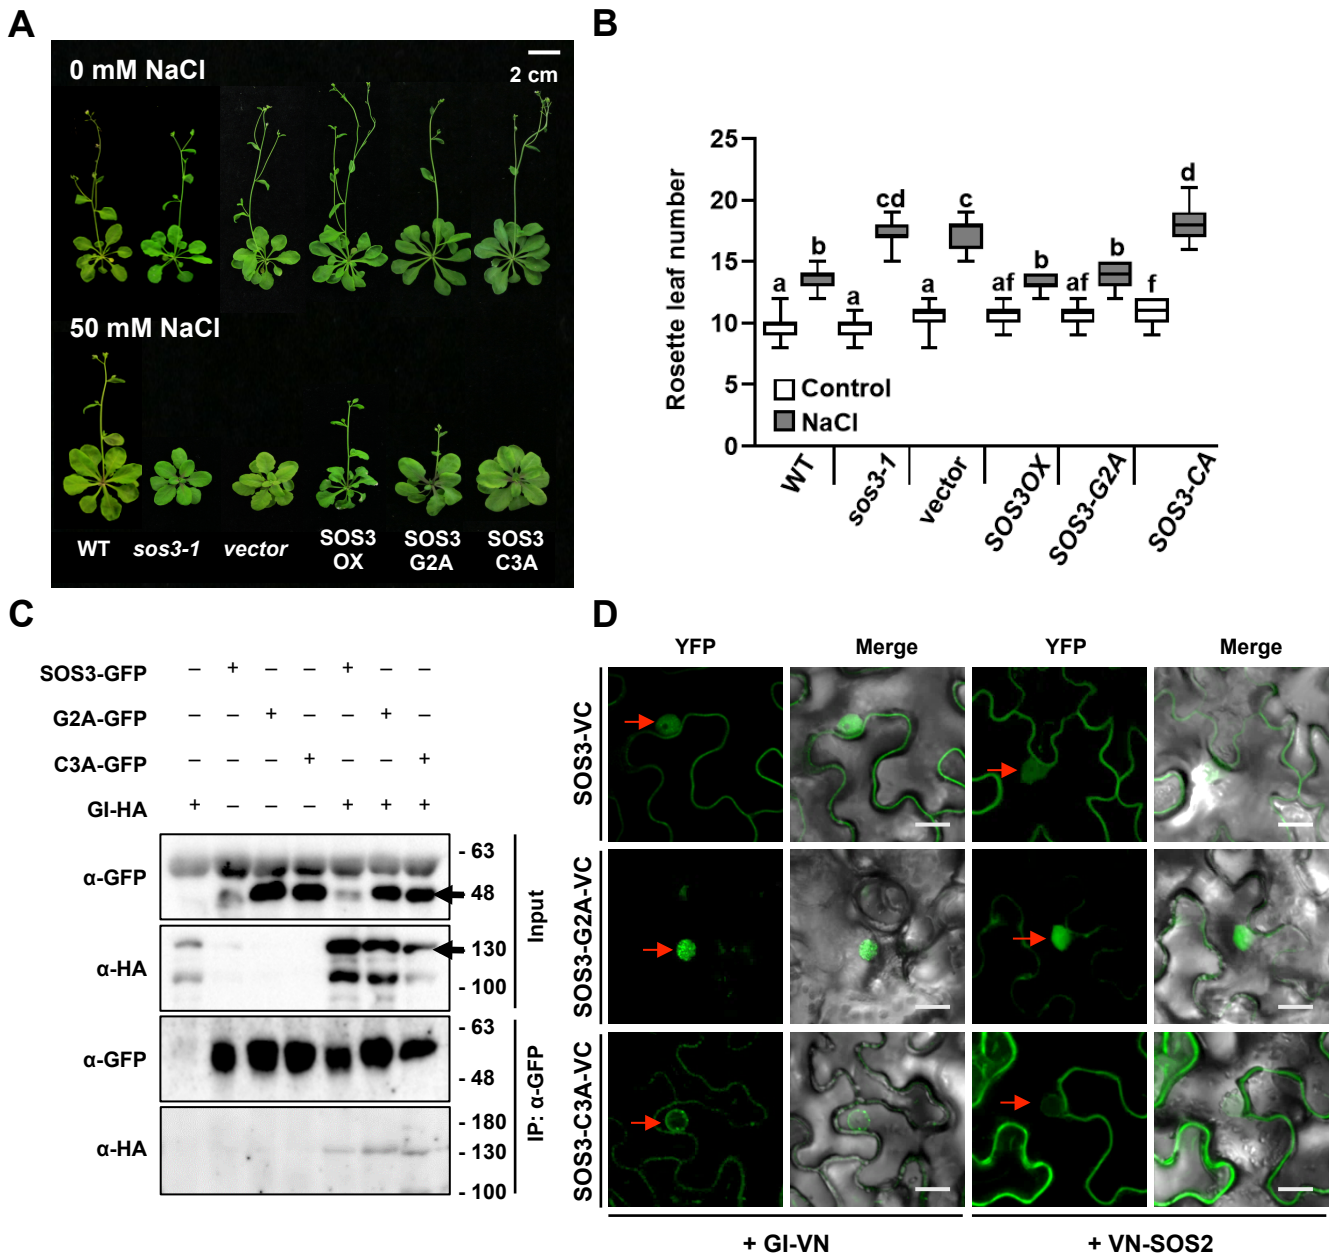 A
0 mM NaCl
2 cm
50 mM NaCl
WT
sos3-1
vector
SOS3
OX
SOS3
G2A
SOS3
C3A
B
Rosette leaf number
25
20
15
10
5
0
a
b
a
cd
a
c
af
b
af
b
f
d
Control
NaCl
WT
sos3-1
vector
SOS3OX
SOS3-G2A
SOS3-CA
C
SOS3-GFP – + – – + – –
G2A-GFP – – + – – + –
C3A-GFP – – – + – – +
GI-HA + – – – + + +
α-GFP
- 63
- 48
α-HA
- 130
- 100
Input
α-GFP
- 63
- 48
α-HA
- 180
- 130
- 100
IP: α-GFP
D
YFP Merge YFP Merge
SOS3-VC
SOS3-G2A-VC
SOS3-C3A-VC
+ GI-VN
+ VN-SOS2